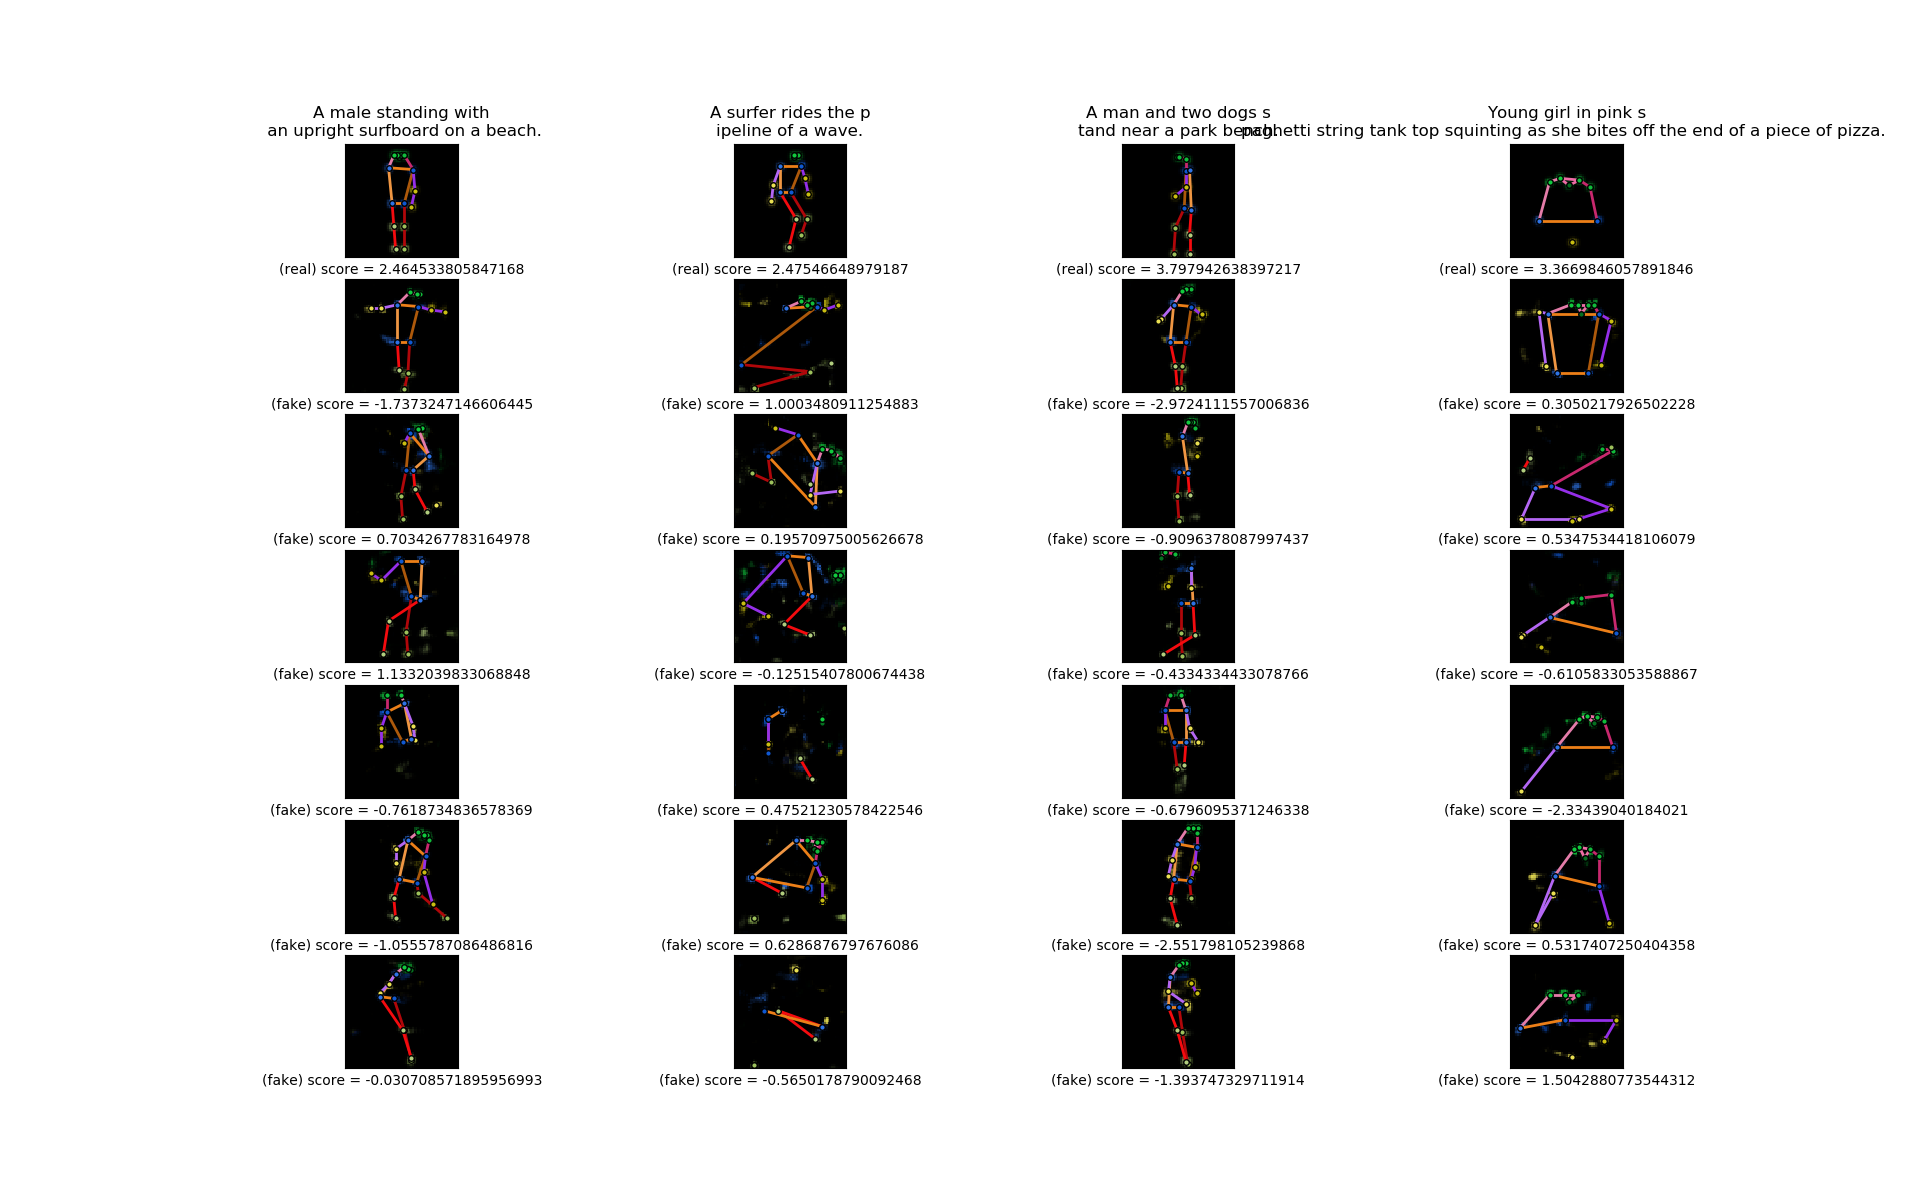 A male standing with
an upright surfboard on a beach.
A surfer rides the p
ipeline of a wave.
A man and two dogs s
tand near a park bench.
Young girl in pink s
paghetti string tank top squinting as she bites off the end of a piece of pizza.
(real) score = 2.464533805847168
(real) score = 2.47546648979187
(real) score = 3.797942638397217
(real) score = 3.3669846057891846
(fake) score = -1.7373247146606445
(fake) score = 1.0003480911254883
(fake) score = -2.9724111557006836
(fake) score = 0.3050217926502228
(fake) score = 0.7034267783164978
(fake) score = 0.19570975005626678
(fake) score = -0.9096378087997437
(fake) score = 0.5347534418106079
(fake) score = 1.1332039833068848
(fake) score = -0.12515407800674438
(fake) score = -0.4334334433078766
(fake) score = -0.6105833053588867
(fake) score = -0.7618734836578369
(fake) score = 0.47521230578422546
(fake) score = -0.6796095371246338
(fake) score = -2.33439040184021
(fake) score = -1.0555787086486816
(fake) score = 0.6286876797676086
(fake) score = -2.551798105239868
(fake) score = 0.5317407250404358
(fake) score = -0.030708571895956993
(fake) score = -0.5650178790092468
(fake) score = -1.393747329711914
(fake) score = 1.5042880773544312